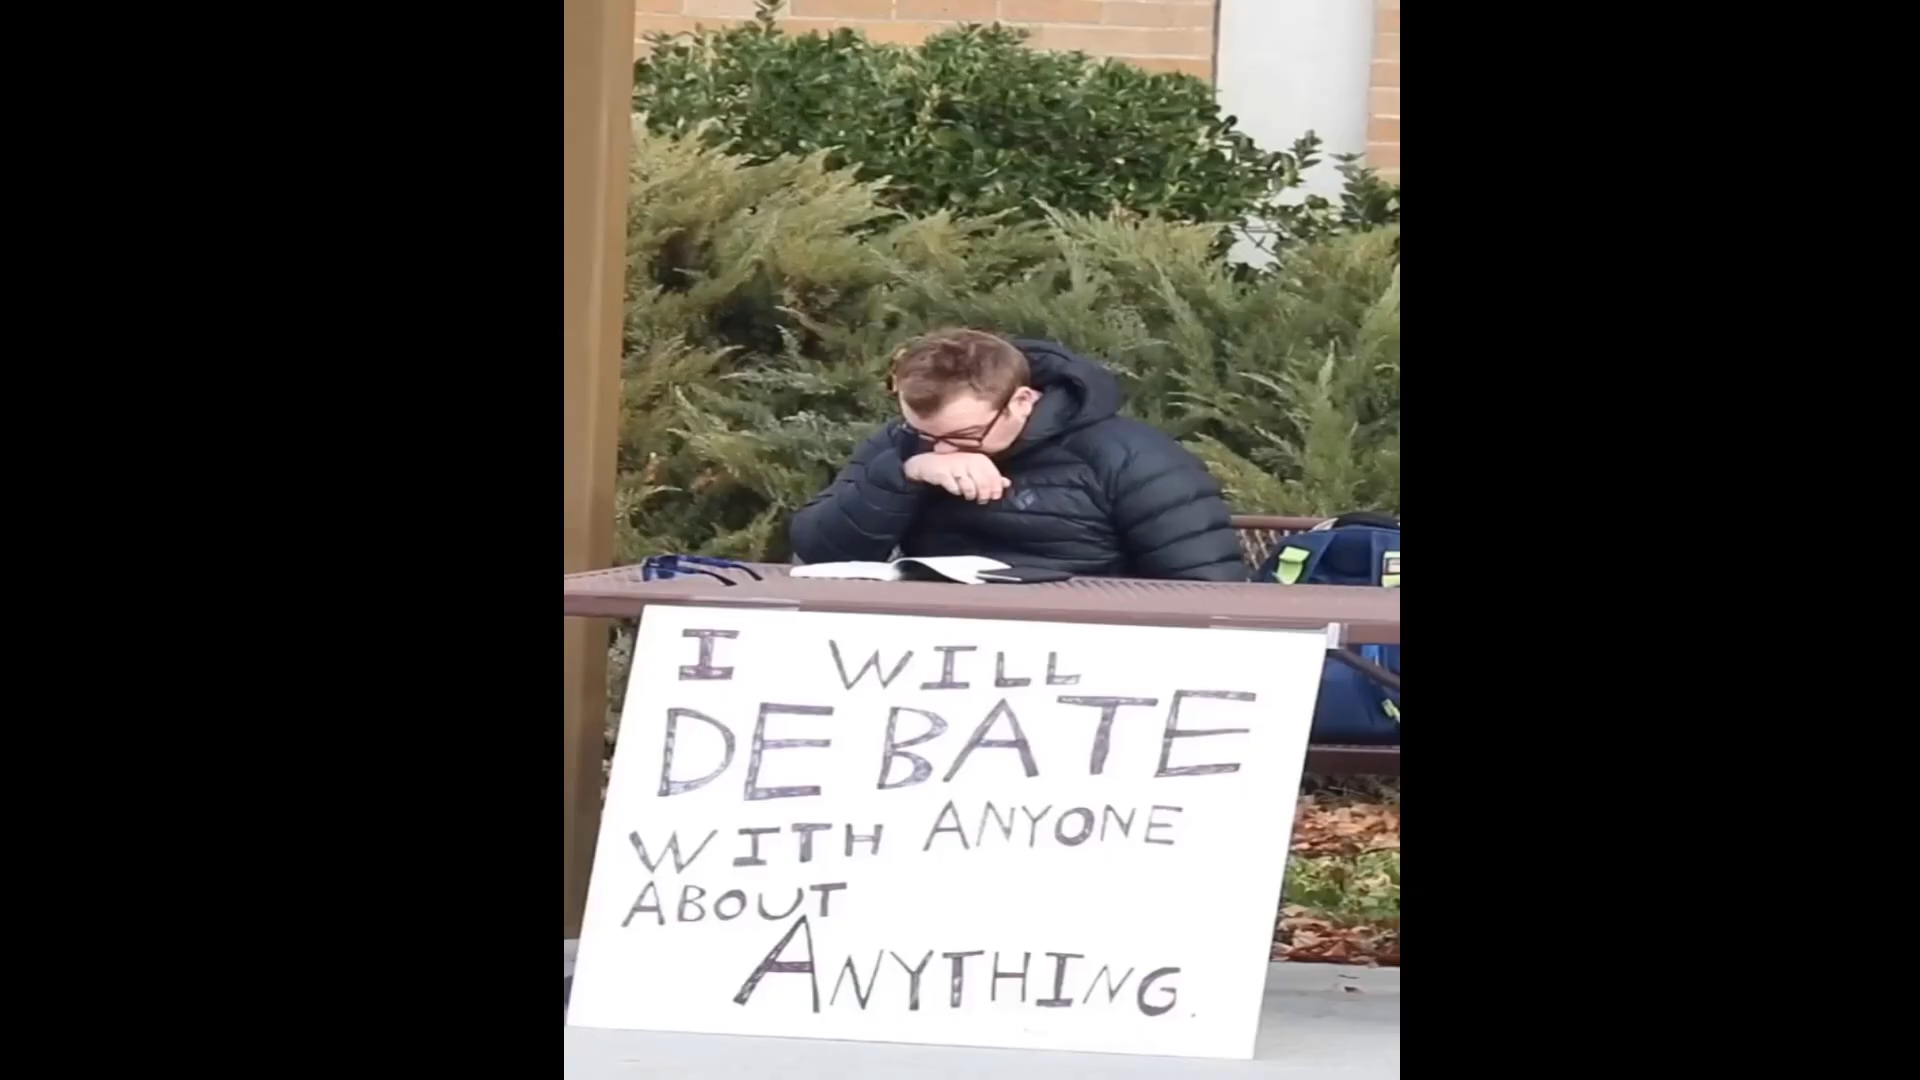 I WILL
DEBATE
WITH ANYONE
ABOUT
ANYTHING.